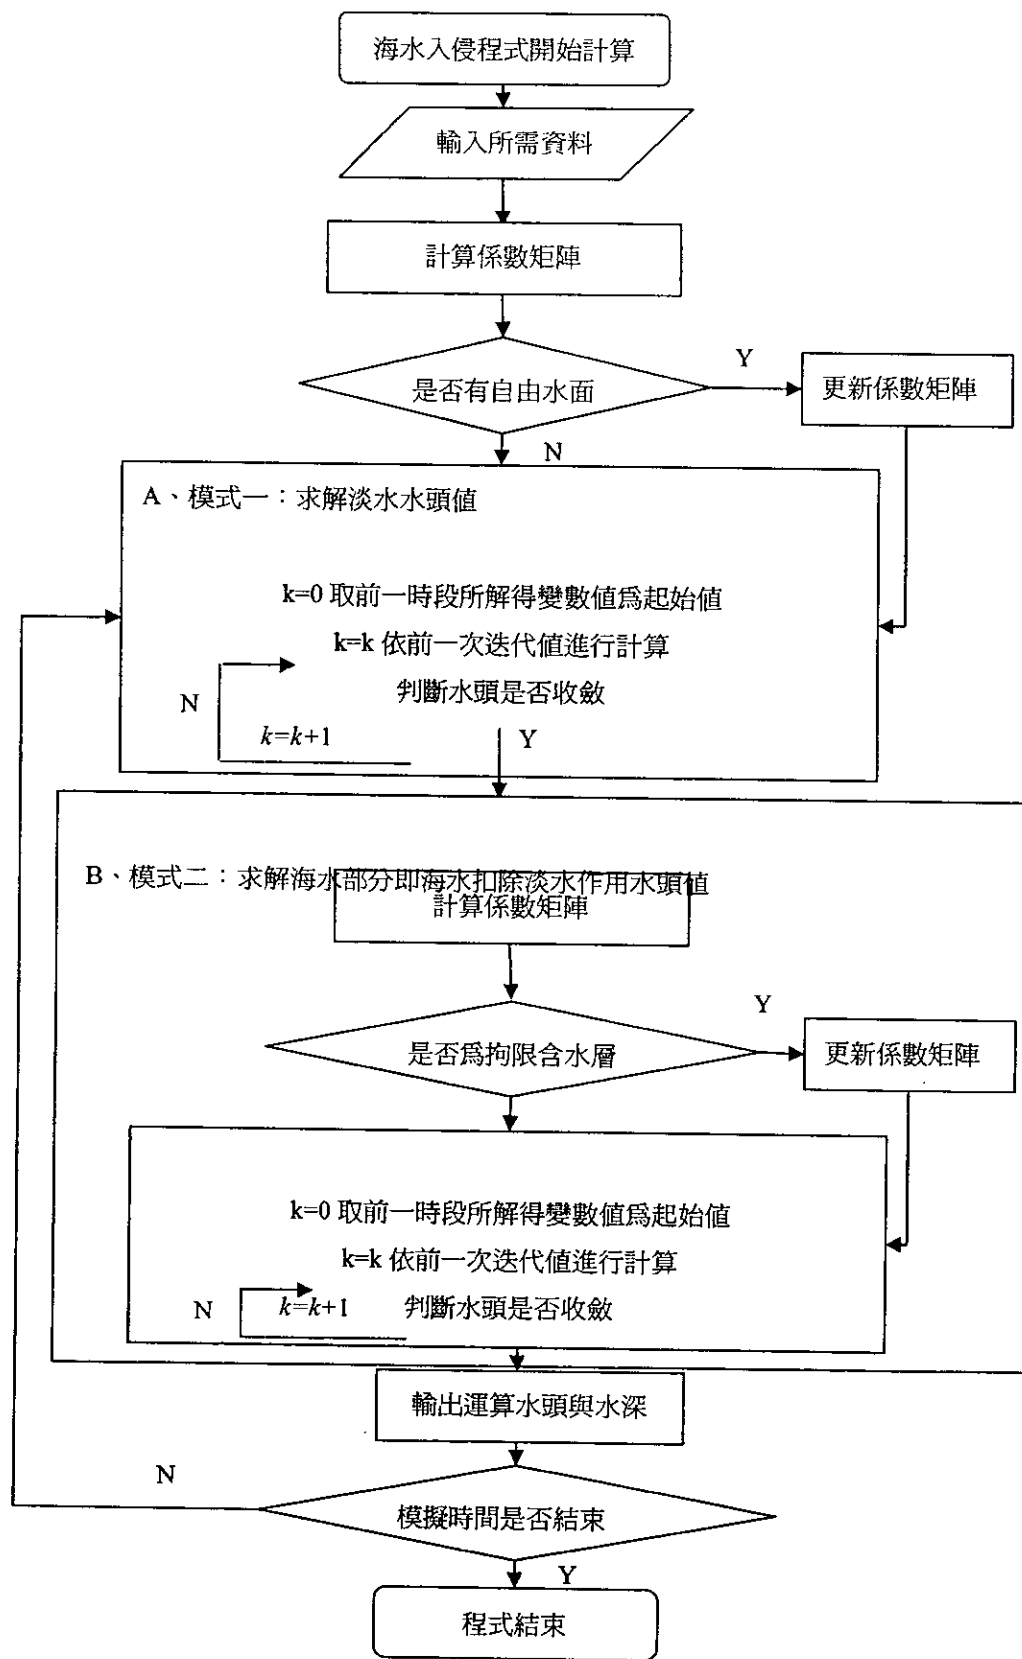 海水入侵程式開始計算
輸入所需資料
計算係數矩陣
是否有自由水面
Y
更新係數矩陣
N
A、模式一：求解淡水水頭值
k=0 取前一時段所解得變數值爲起始值
k=k 依前一次迭代值進行計算
判斷水頭是否收斂
N
k=k+1
Y
B、模式二：求解海水部分即海水扣除淡水作用水頭值
計算係數矩陣
是否爲拘限含水層
Y
更新係數矩陣
k=0 取前一時段所解得變數值爲起始值
k=k 依前一次迭代值進行計算
N
k=k+1
判斷水頭是否收斂
輸出運算水頭與水深
N
模擬時間是否結束
Y
程式結束